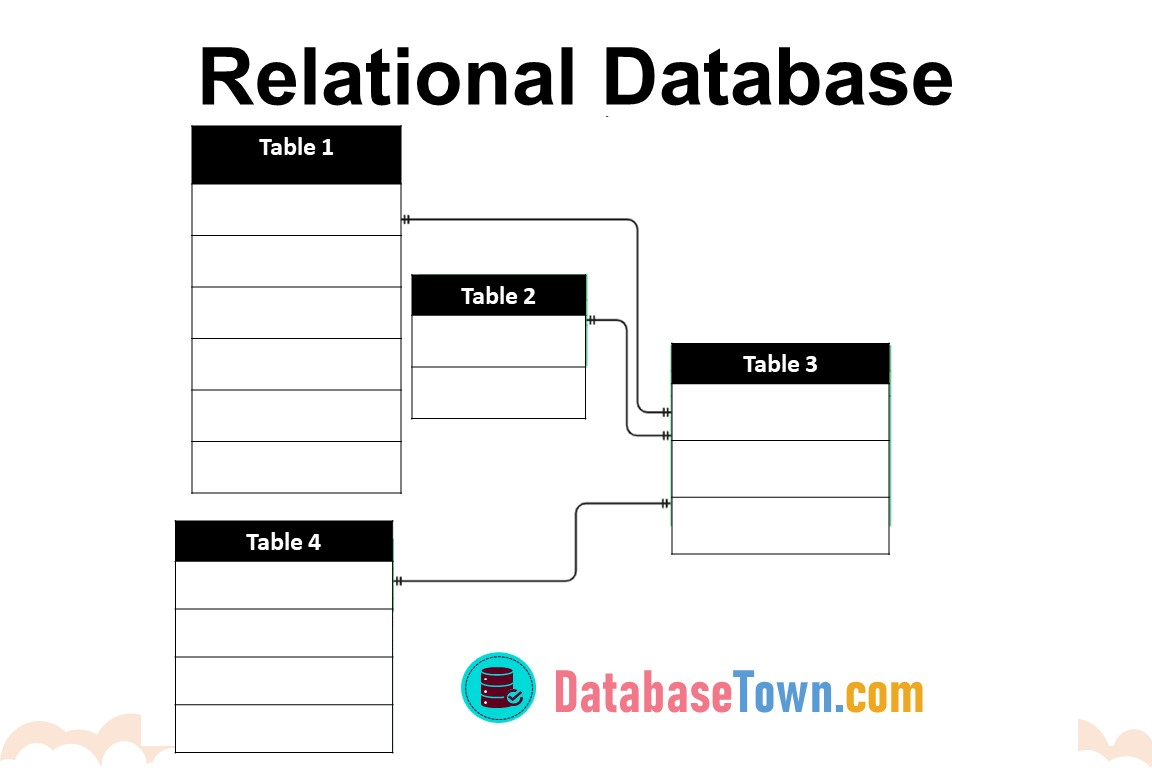 Relational Database
Table 1
Table 2
Table 3
Table 4
DatabaseTown.com